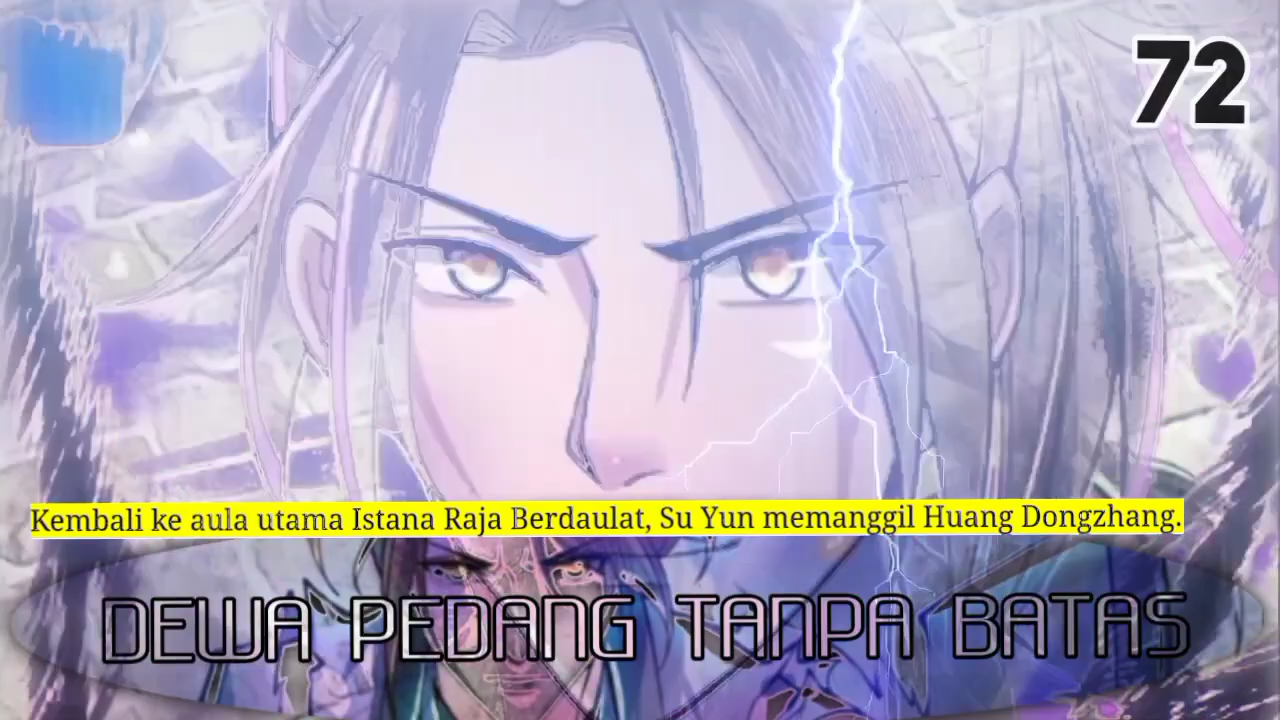 72
Kembali ke aula utama Istana Raja Berdaulat, Su Yun memanggil Huang Dongzhang.
DEWA PEDANG TANPA BATAS